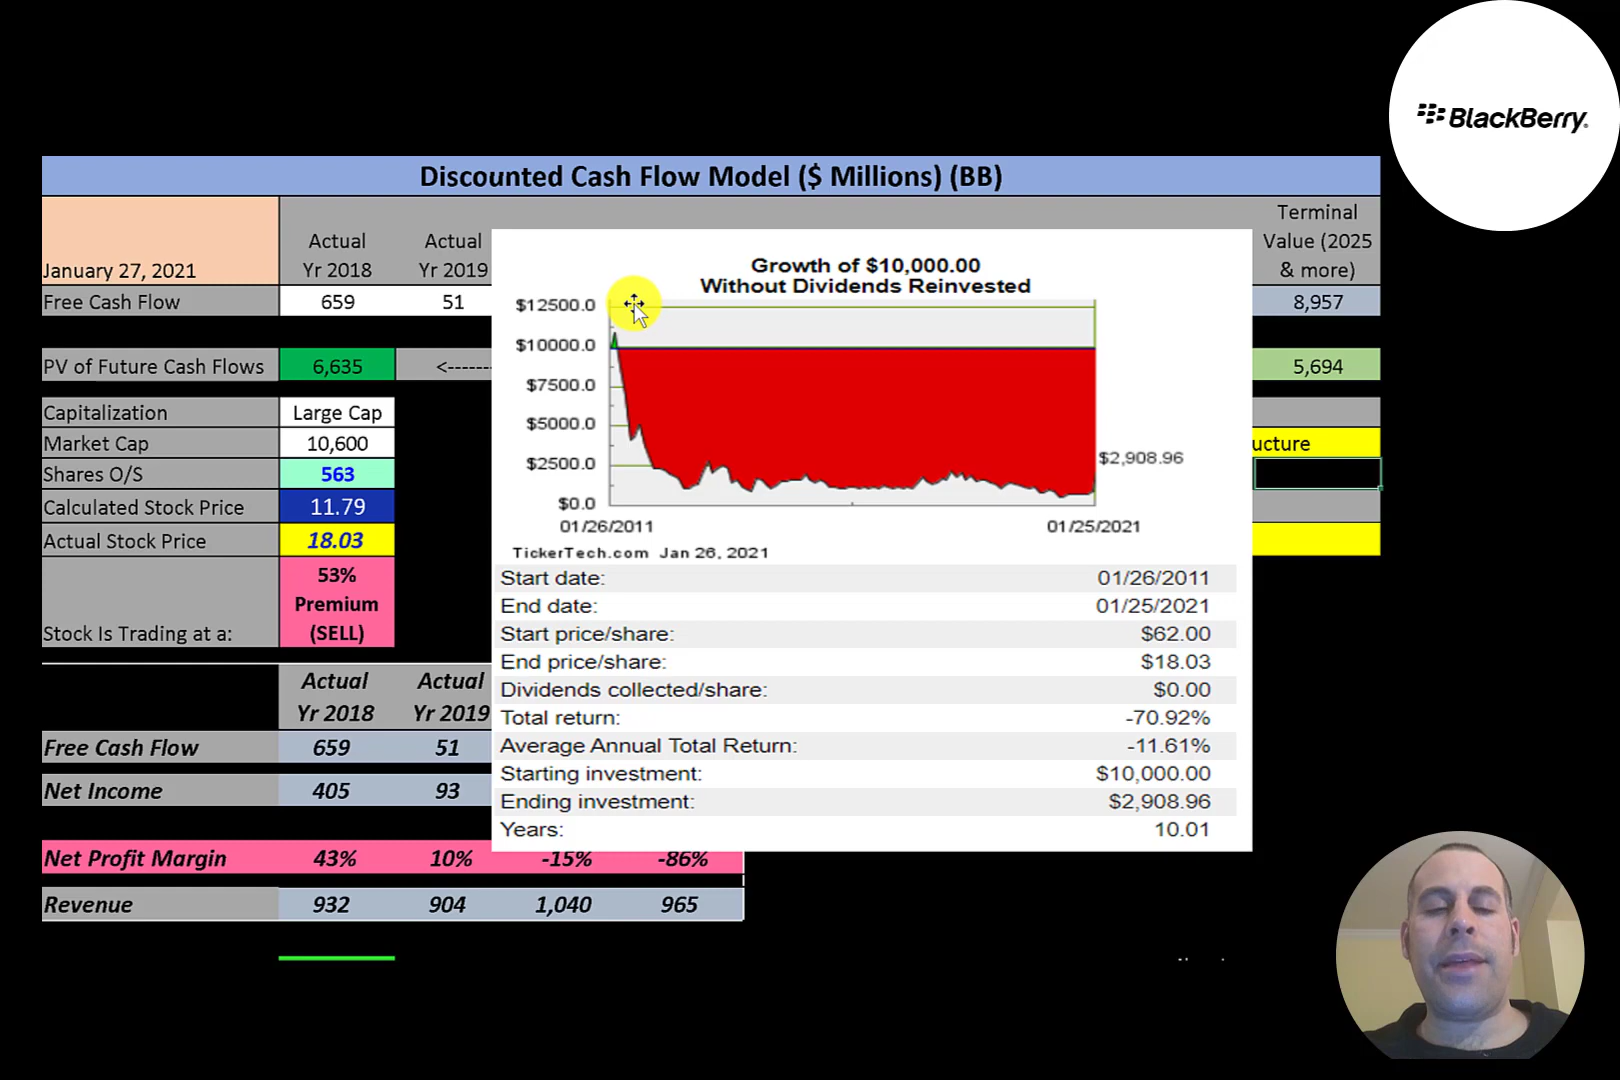 BlackBerry
Discounted Cash Flow Model ($ Millions) (BB)
January 27, 2021
Actual
Yr 2018
Actual
Yr 2019
Terminal
Value (2025
& more)
Free Cash Flow 659 51 8,957
PV of Future Cash Flows 6,635 <------- 5,694
Capitalization Large Cap
Market Cap 10,600
ucture
Shares O/S 563
Calculated Stock Price 11.79
Actual Stock Price 18.03
Stock Is Trading at a:
53%
Premium
(SELL)
Actual
Yr 2018
Actual
Yr 2019
Free Cash Flow 659 51
Net Income 405 93
Net Profit Margin 43% 10% -15% -86%
Revenue 932 904 1,040 965
Growth of $10,000.00
Without Dividends Reinvested
$12500.0
$10000.0
$7500.0
$5000.0
$2500.0
$0.0
$2,908.96
01/26/2011 01/25/2021
TickerTech.com Jan 26, 2021
Start date: 01/26/2011
End date: 01/25/2021
Start price/share: $62.00
End price/share: $18.03
Dividends collected/share: $0.00
Total return: -70.92%
Average Annual Total Return: -11.61%
Starting investment: $10,000.00
Ending investment: $2,908.96
Years: 10.01